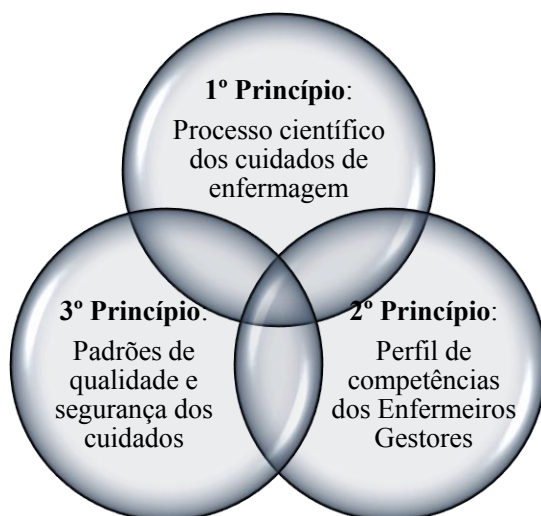 1º Princípio:
Processo científico
dos cuidados de
enfermagem
3º Princípio:
Padrões de
qualidade e
segurança dos
cuidados
2º Princípio:
Perfil de
competências
dos Enfermeiros
Gestores